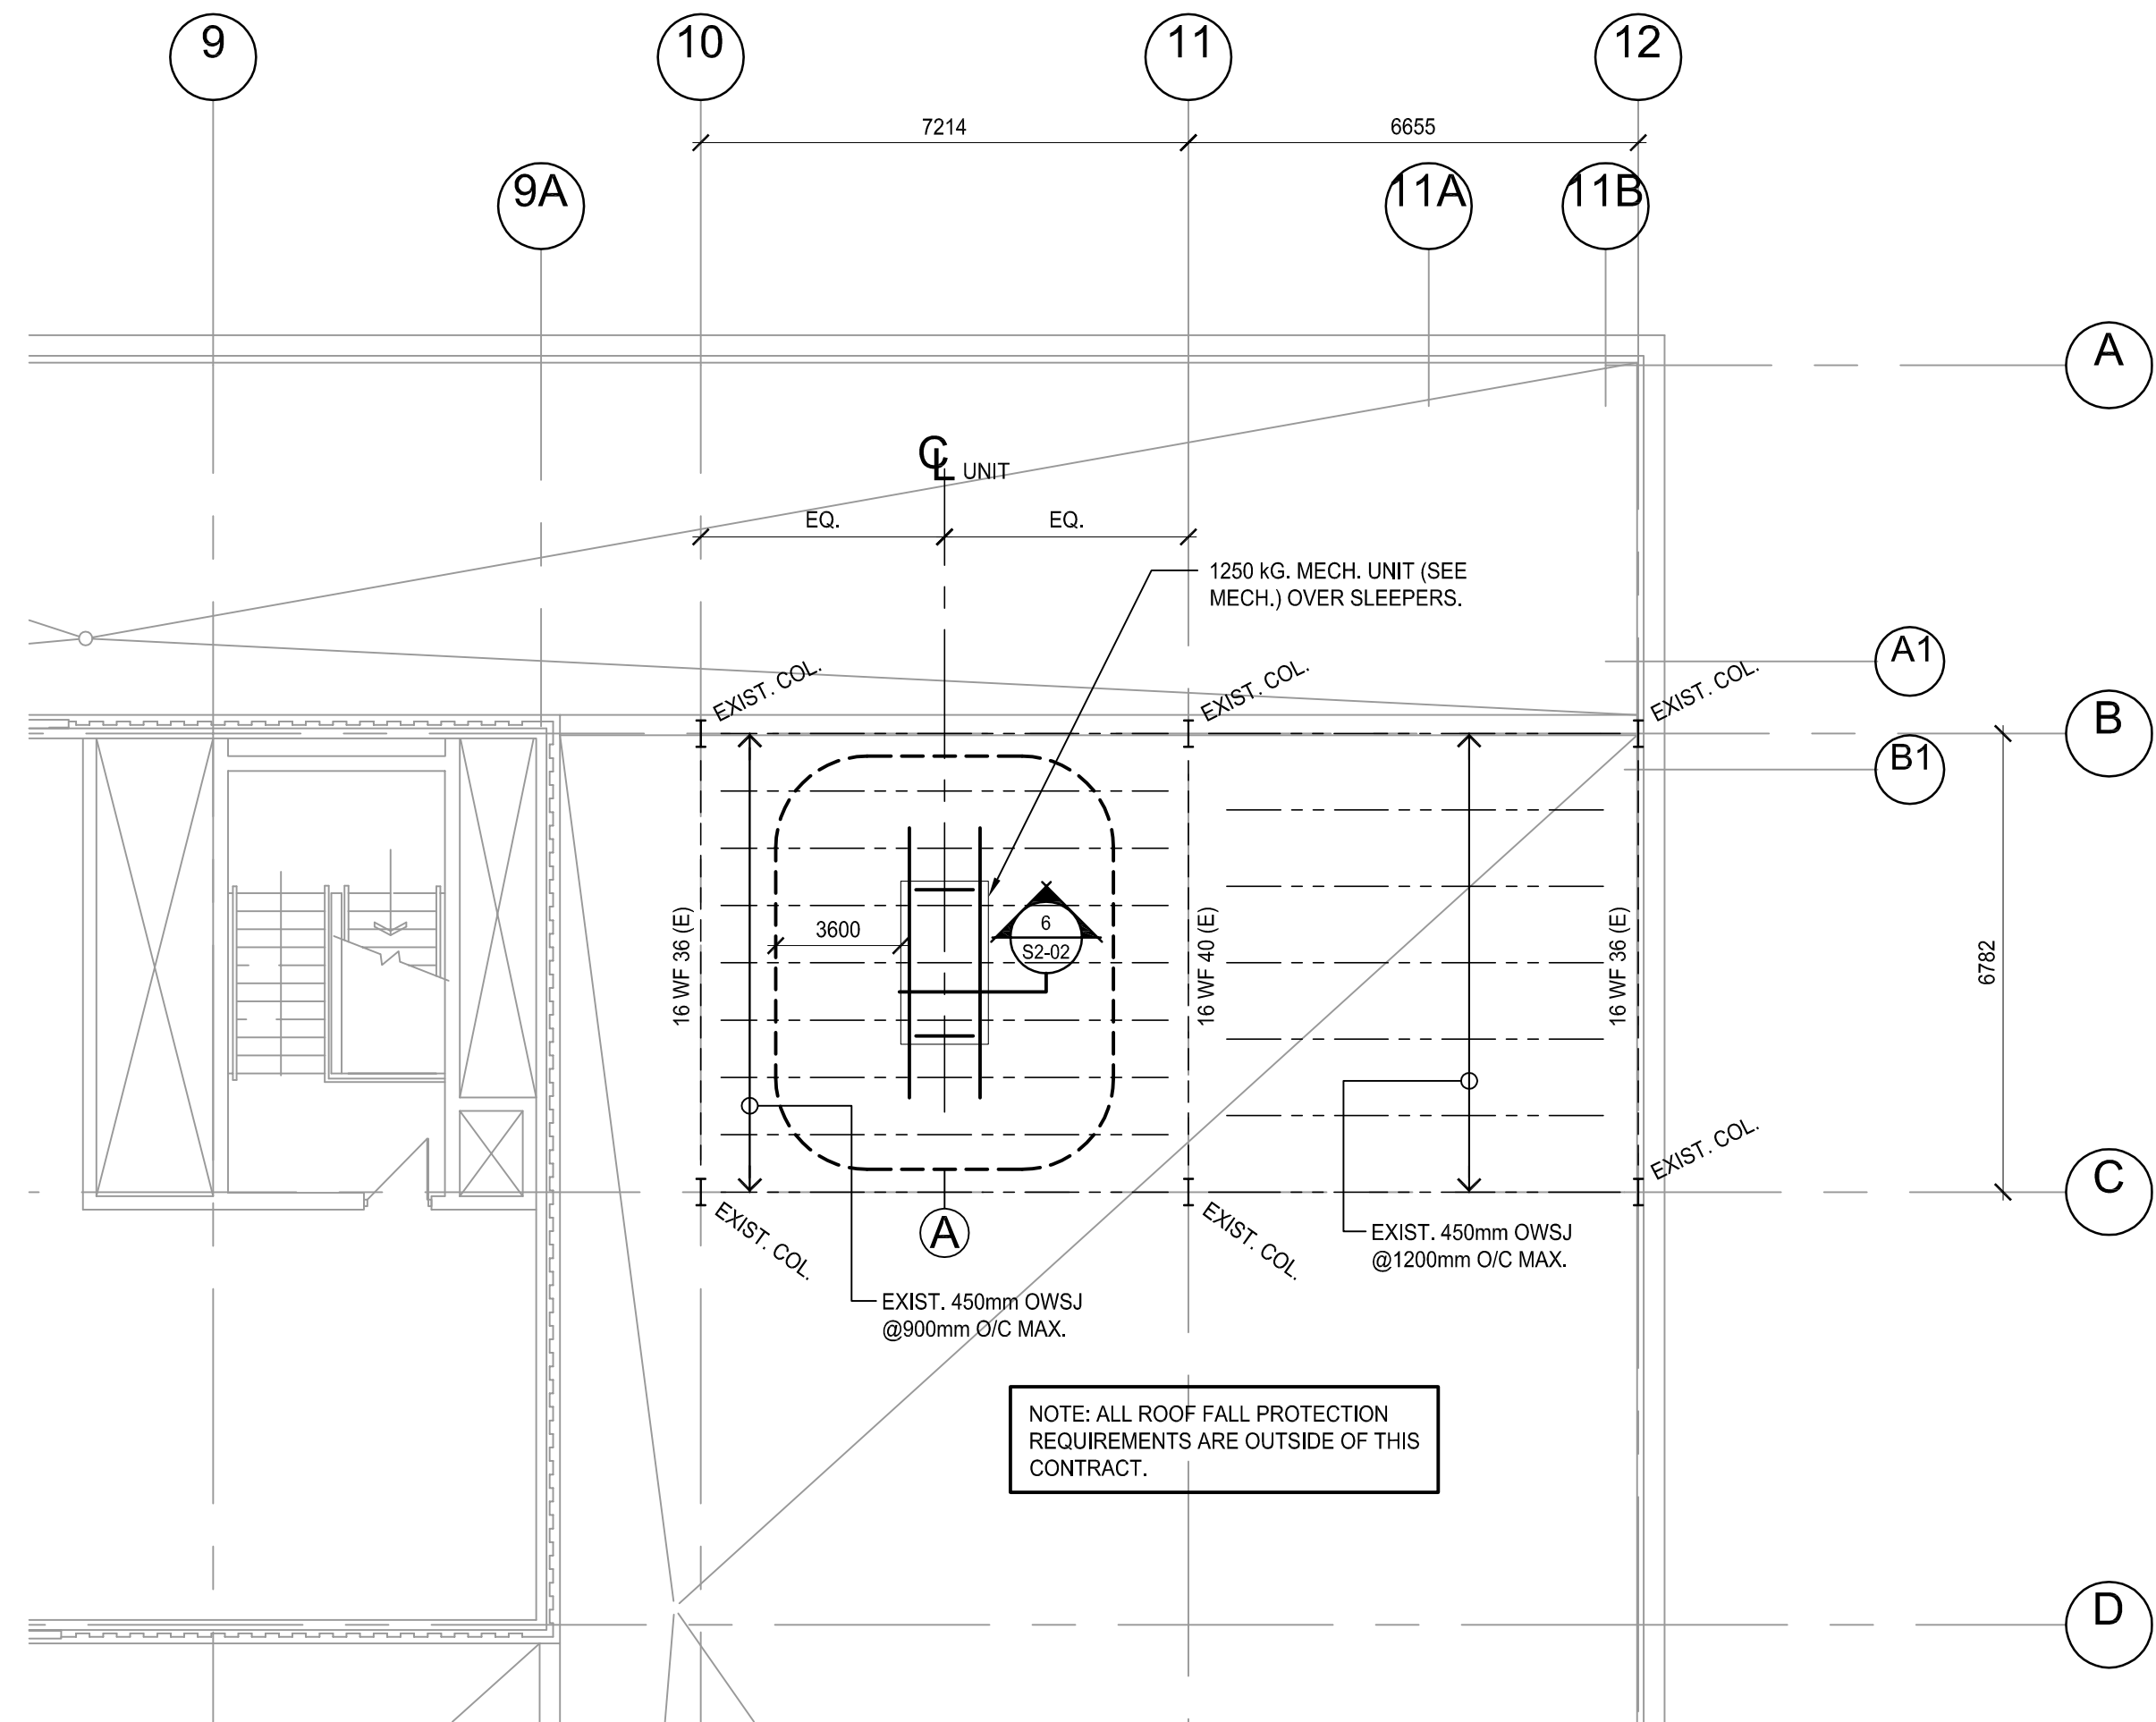 9
10
11
12
7214
6655
9A
11A
11B
A
℄ UNIT
EQ.
EQ.
1250 kG. MECH. UNIT (SEE
MECH.) OVER SLEEPERS.
A1
EXIST. COL.
EXIST. COL.
EXIST. COL.
B
B1
16 WF 36 (E)
3600
6
S2-02
16 WF 40 (E)
16 WF 36 (E)
6782
EXIST. COL.
C
EXIST. COL.
A
EXIST. COL.
EXIST. 450mm OWSJ
@1200mm O/C MAX.
EXIST. 450mm OWSJ
@900mm O/C MAX.
NOTE: ALL ROOF FALL PROTECTION
REQUIREMENTS ARE OUTSIDE OF THIS
CONTRACT.
D